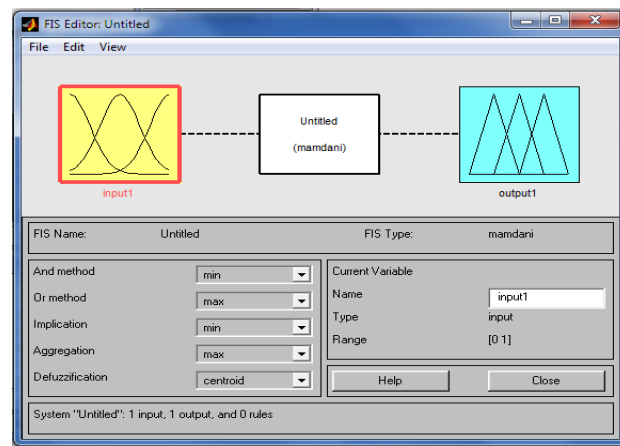 FIS Editor: Untitled
File Edit View
Untitled
(mamdani)
input1
output1
FIS Name: Untitled FIS Type: mamdani
And method min
Or method max
Implication min
Aggregation max
Defuzzification centroid
Current Variable
Name input1
Type input
Range [0 1]
Help Close
System "Untitled": 1 input, 1 output, and 0 rules